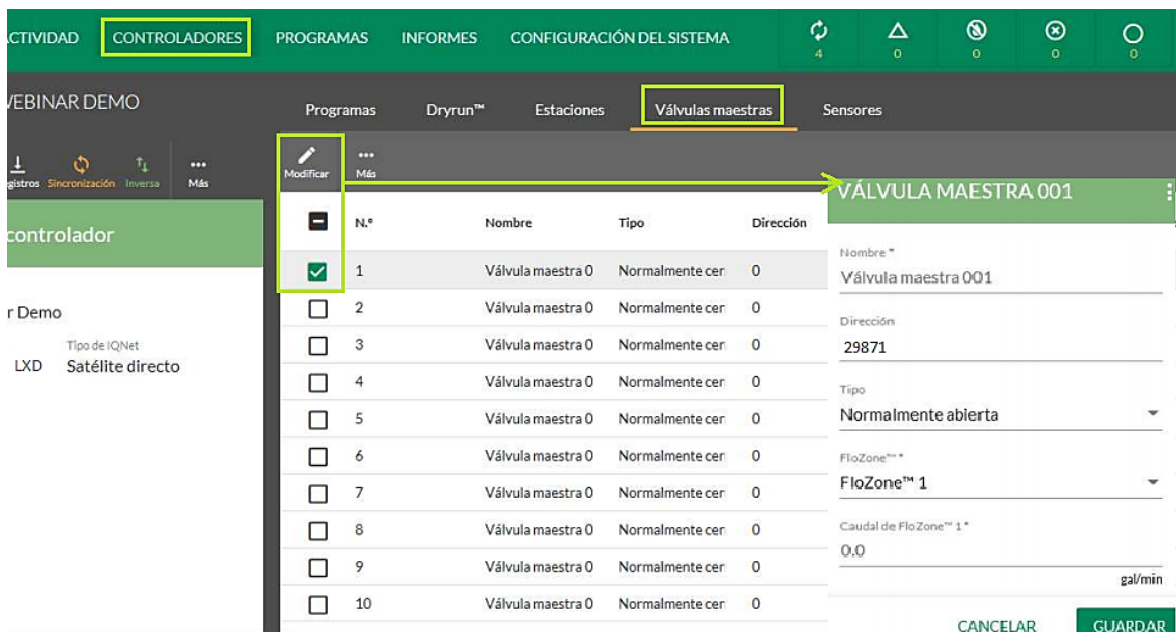 CTIVIDAD CONTROLADORES PROGRAMAS INFORMES CONFIGURACIÓN DEL SISTEMA
4 0 0 0 0
WEBINAR DEMO
Programas Dryrun™ Estaciones Válvulas maestras Sensores
gistros Sincronización Inversa Más
Modificar Más
controlador
r Demo
Tipo de IQNet
LXD Satélite directo
N.º Nombre Tipo Dirección
1 Válvula maestra 0 Normalmente cer 0
2 Válvula maestra 0 Normalmente cer 0
3 Válvula maestra 0 Normalmente cer 0
4 Válvula maestra 0 Normalmente cer 0
5 Válvula maestra 0 Normalmente cer 0
6 Válvula maestra 0 Normalmente cer 0
7 Válvula maestra 0 Normalmente cer 0
8 Válvula maestra 0 Normalmente cer 0
9 Válvula maestra 0 Normalmente cer 0
10 Válvula maestra 0 Normalmente cer 0
VÁLVULA MAESTRA 001
Nombre *
Válvula maestra 001
Dirección
29871
Tipo
Normalmente abierta
FloZone™ *
FloZone™ 1
Caudal de FloZone™ 1 *
0.0
gal/min
CANCELAR GUARDAR